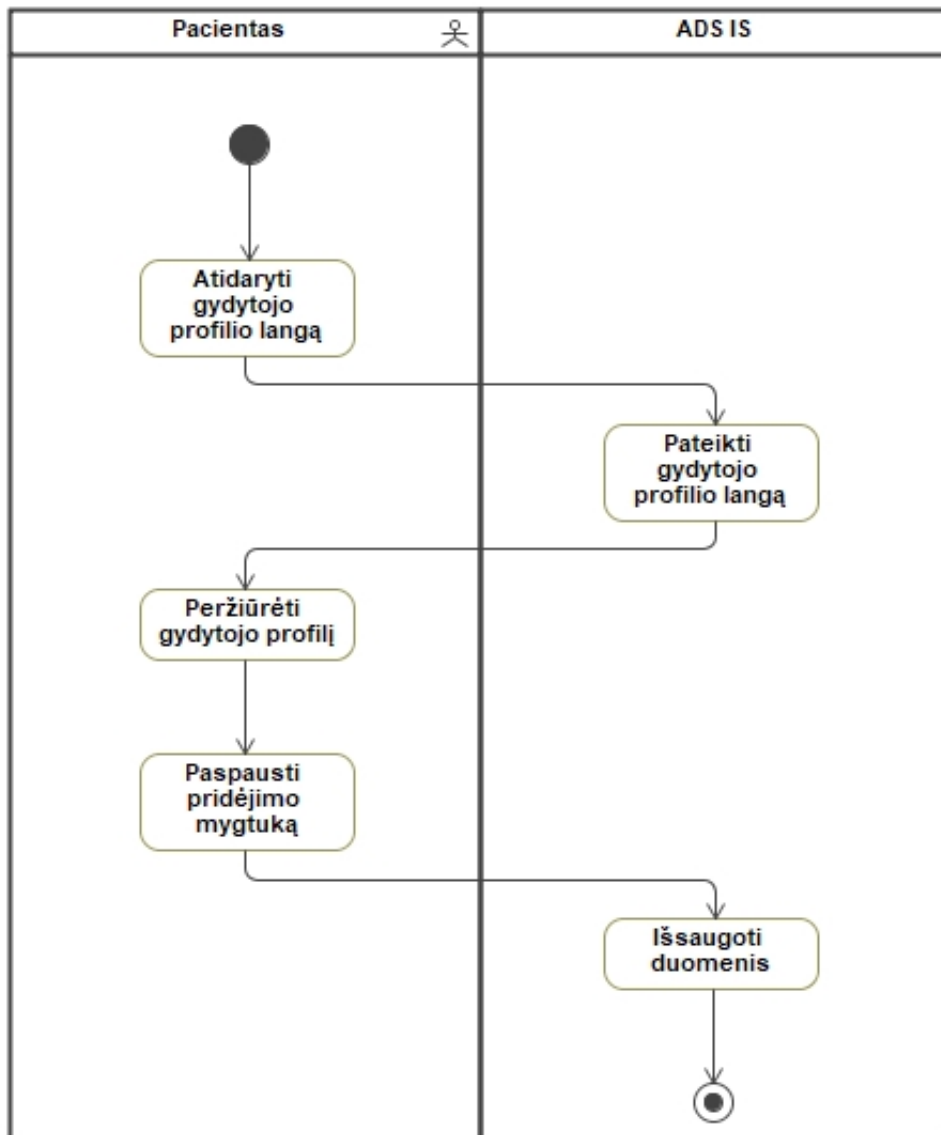 Pacientas
ADS IS
Atidaryti
gydytojo
profilio langą
Pateikti
gydytojo
profilio langą
Peržiūrėti
gydytojo profilį
Paspausti
pridėjimo
mygtuką
Išsaugoti
duomenis